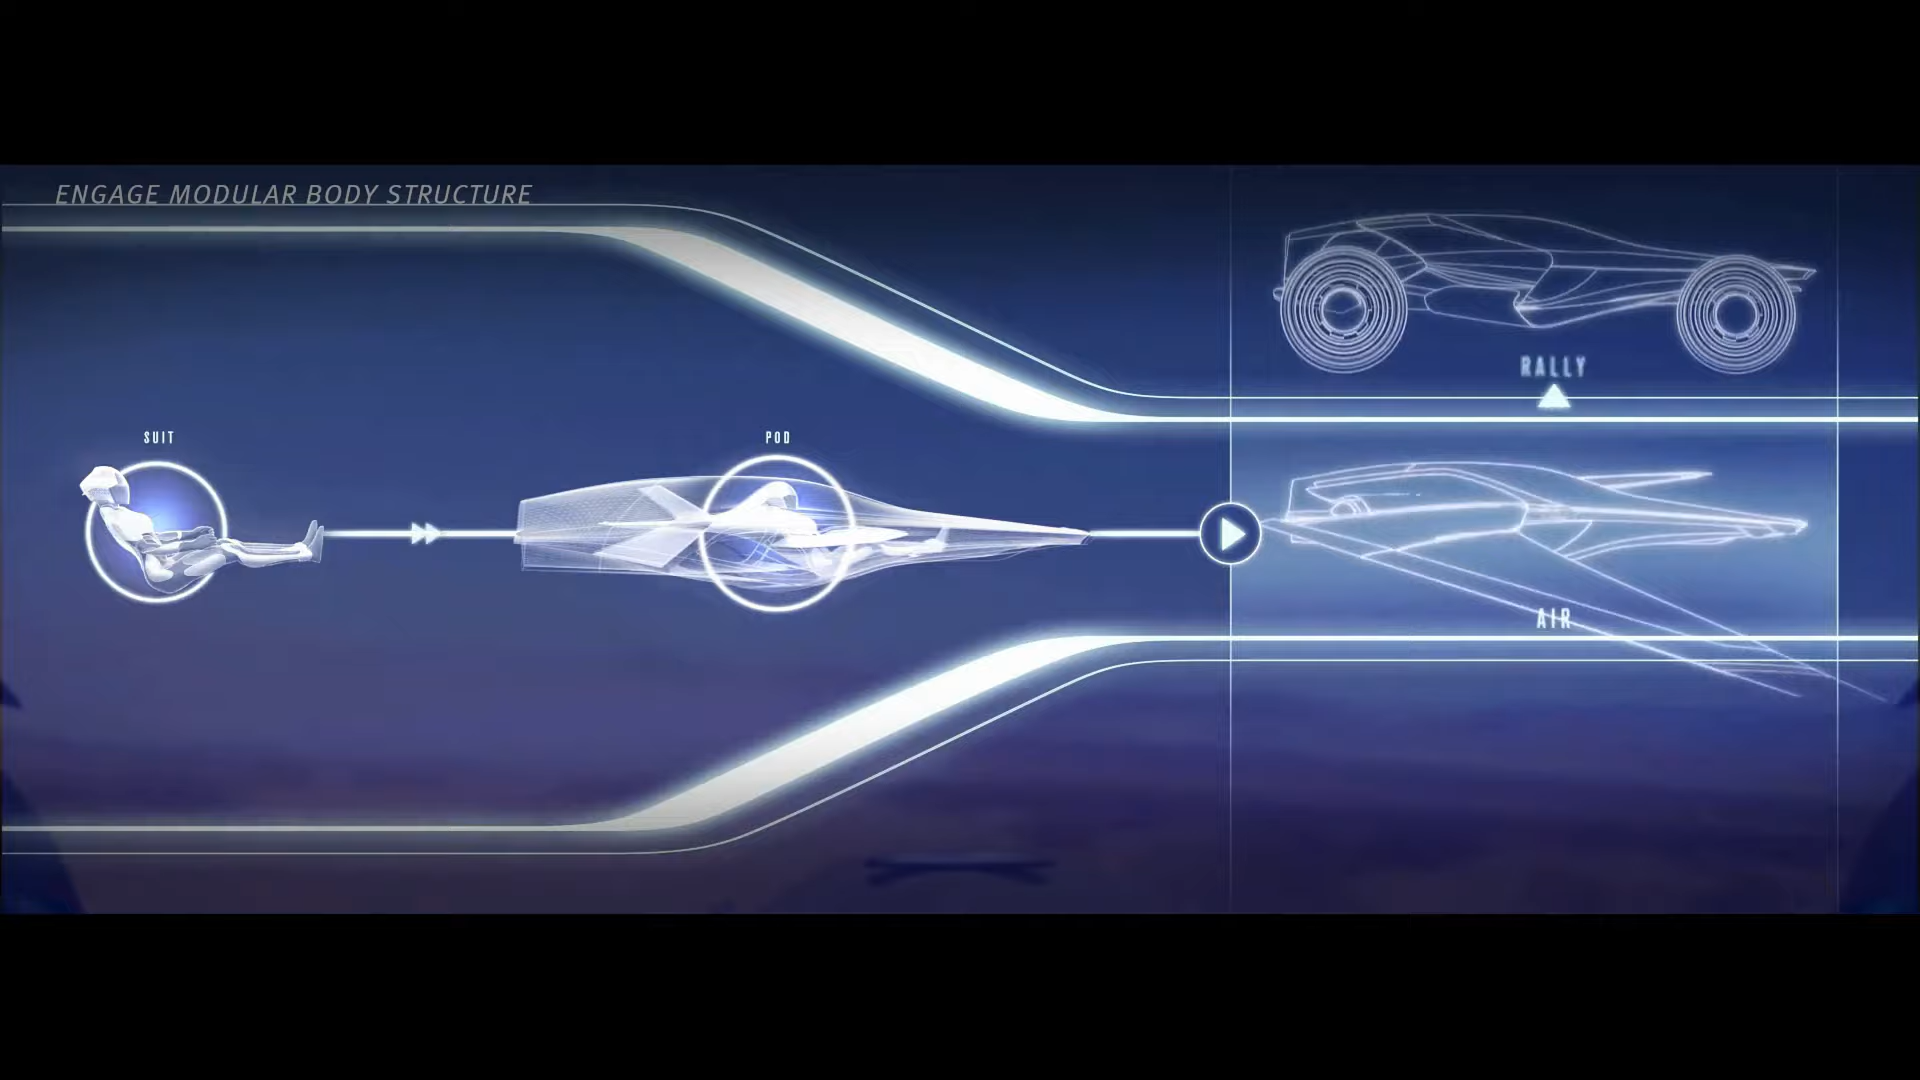 ENGAGE MODULAR BODY STRUCTURE
RALLY
SUIT
POD
AIR